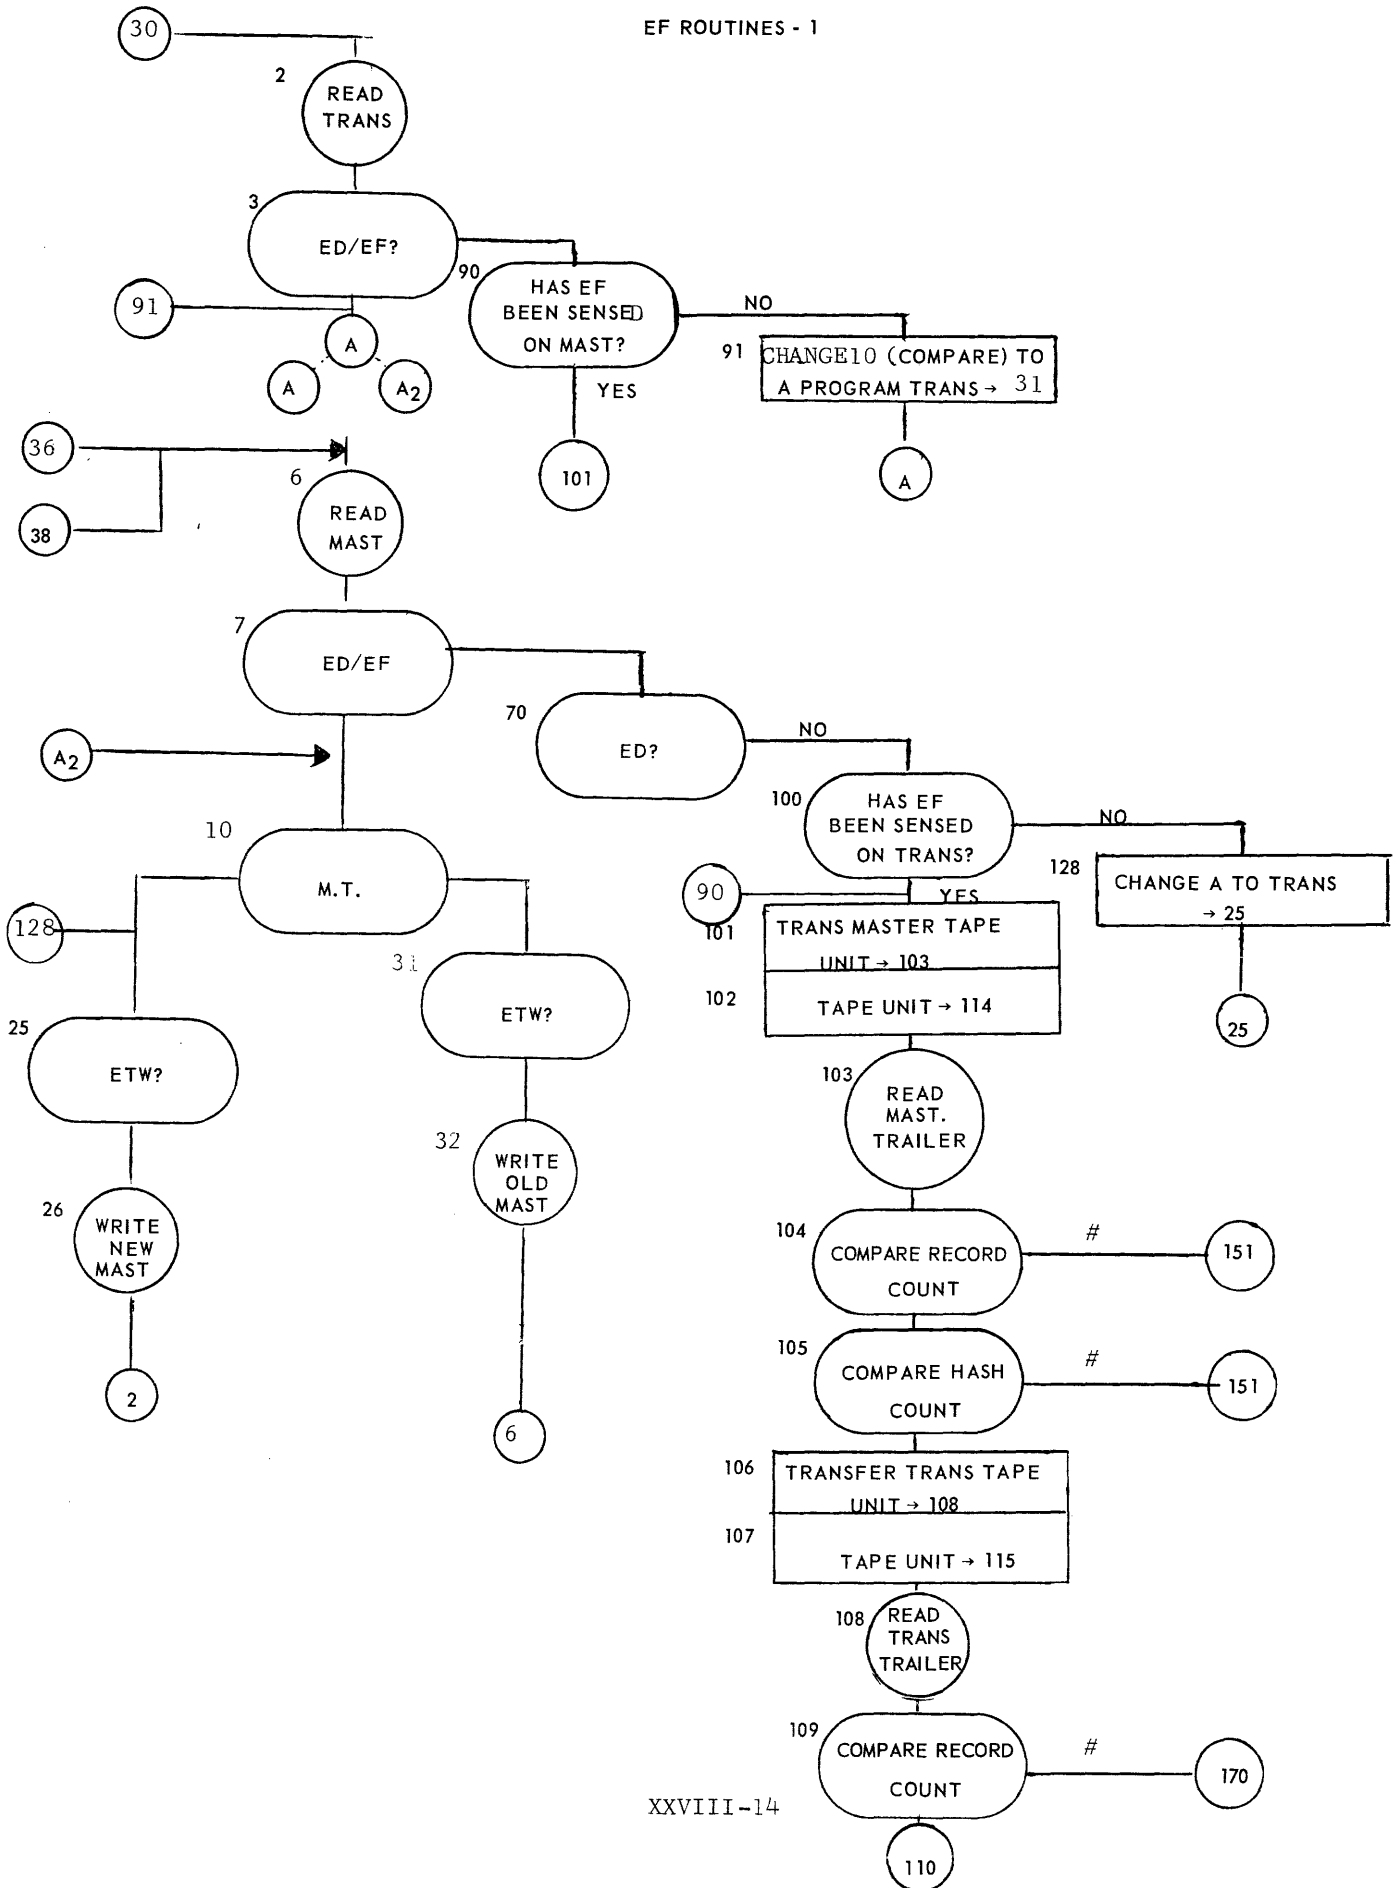 EF ROUTINES - 1
30
2
READ
TRANS
3
ED/EF?
90
HAS EF
BEEN SENSED
ON MAST?
NO
YES
91
CHANGE10 (COMPARE) TO
A PROGRAM TRANS → 31
91
A
A
A2
101
A
36
38
6
READ
MAST
7
ED/EF
70
ED?
NO
A2
100
HAS EF
BEEN SENSED
ON TRANS?
NO
YES
128
CHANGE A TO TRANS
→ 25
25
10
M.T.
128
90
101
TRANS MASTER TAPE
UNIT → 103
102
TAPE UNIT → 114
25
ETW?
31
ETW?
103
READ
MAST.
TRAILER
26
WRITE
NEW
MAST
32
WRITE
OLD
MAST
2
6
104
COMPARE RECORD
COUNT
#
151
105
COMPARE HASH
COUNT
#
151
106
TRANSFER TRANS TAPE
UNIT → 108
107
TAPE UNIT → 115
108
READ
TRANS
TRAILER
109
COMPARE RECORD
COUNT
#
170
110
XXVIII-14